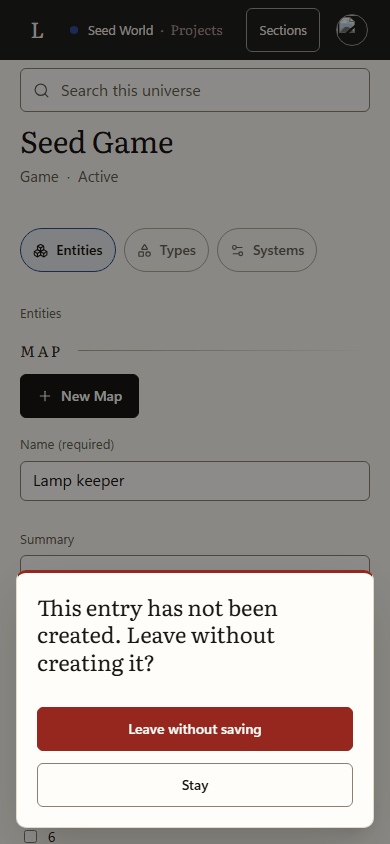 L
Seed World · Projects
Sections
Search this universe
Seed Game
Game · Active
Entities
Types
Systems
Entities
MAP
New Map
Name (required)
Lamp keeper
Summary
This entry has not been
created. Leave without
creating it?
Leave without saving
Stay
6